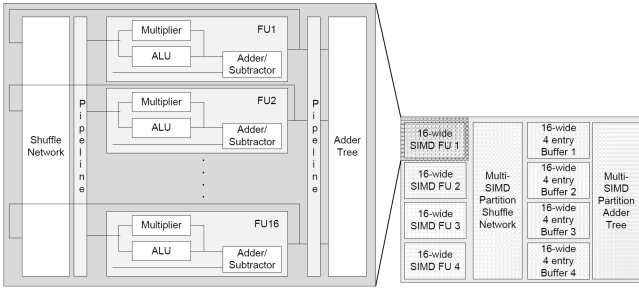 FU1
Multiplier
ALU
Adder/
Subtractor
FU2
Multiplier
ALU
Adder/
Subtractor
FU16
Multiplier
ALU
Adder/
Subtractor
Shuffle
Network
Pipeline
Pipeline
Adder
Tree
16-wide
SIMD FU 1
16-wide
SIMD FU 2
16-wide
SIMD FU 3
16-wide
SIMD FU 4
Multi-
SIMD
Partition
Shuffle
Network
16-wide
4 entry
Buffer 1
16-wide
4 entry
Buffer 2
16-wide
4 entry
Buffer 3
16-wide
4 entry
Buffer 4
Multi-
SIMD
Partition
Adder
Tree